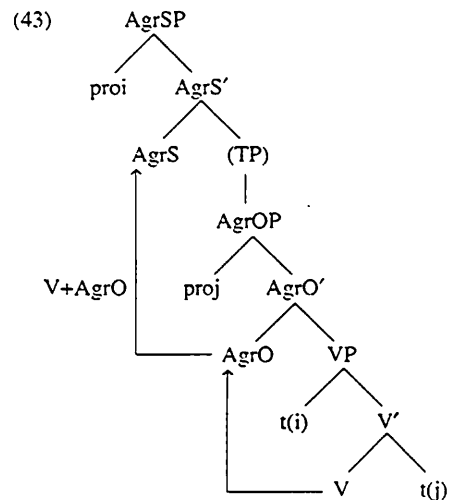 (43) AgrSP
proi AgrS′
AgrS (TP)
AgrOP
V+AgrO proj AgrO′
AgrO VP
t(i) V′
V t(j)